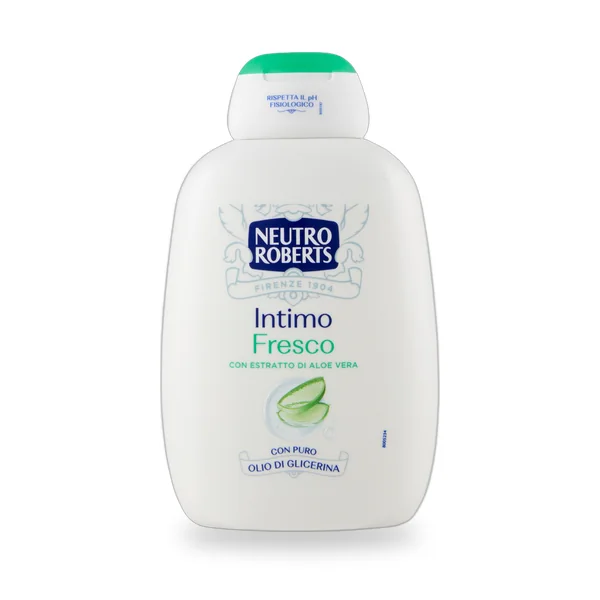 RISPETTA IL pH
FISIOLOGICO
NEUTRO
ROBERTS
FIRENZE 1904
Intimo
Fresco
CON ESTRATTO DI ALOE VERA
CON PURO
OLIO DI GLICERINA